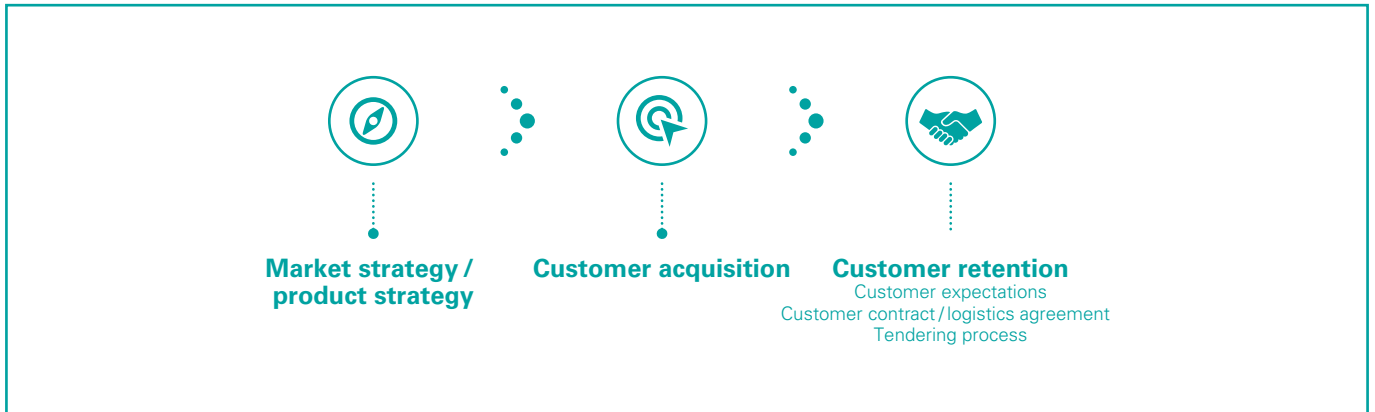 Market strategy / 
product strategy
Customer acquisition
Customer retention
Customer expectations
Customer contract / logistics agreement
Tendering process